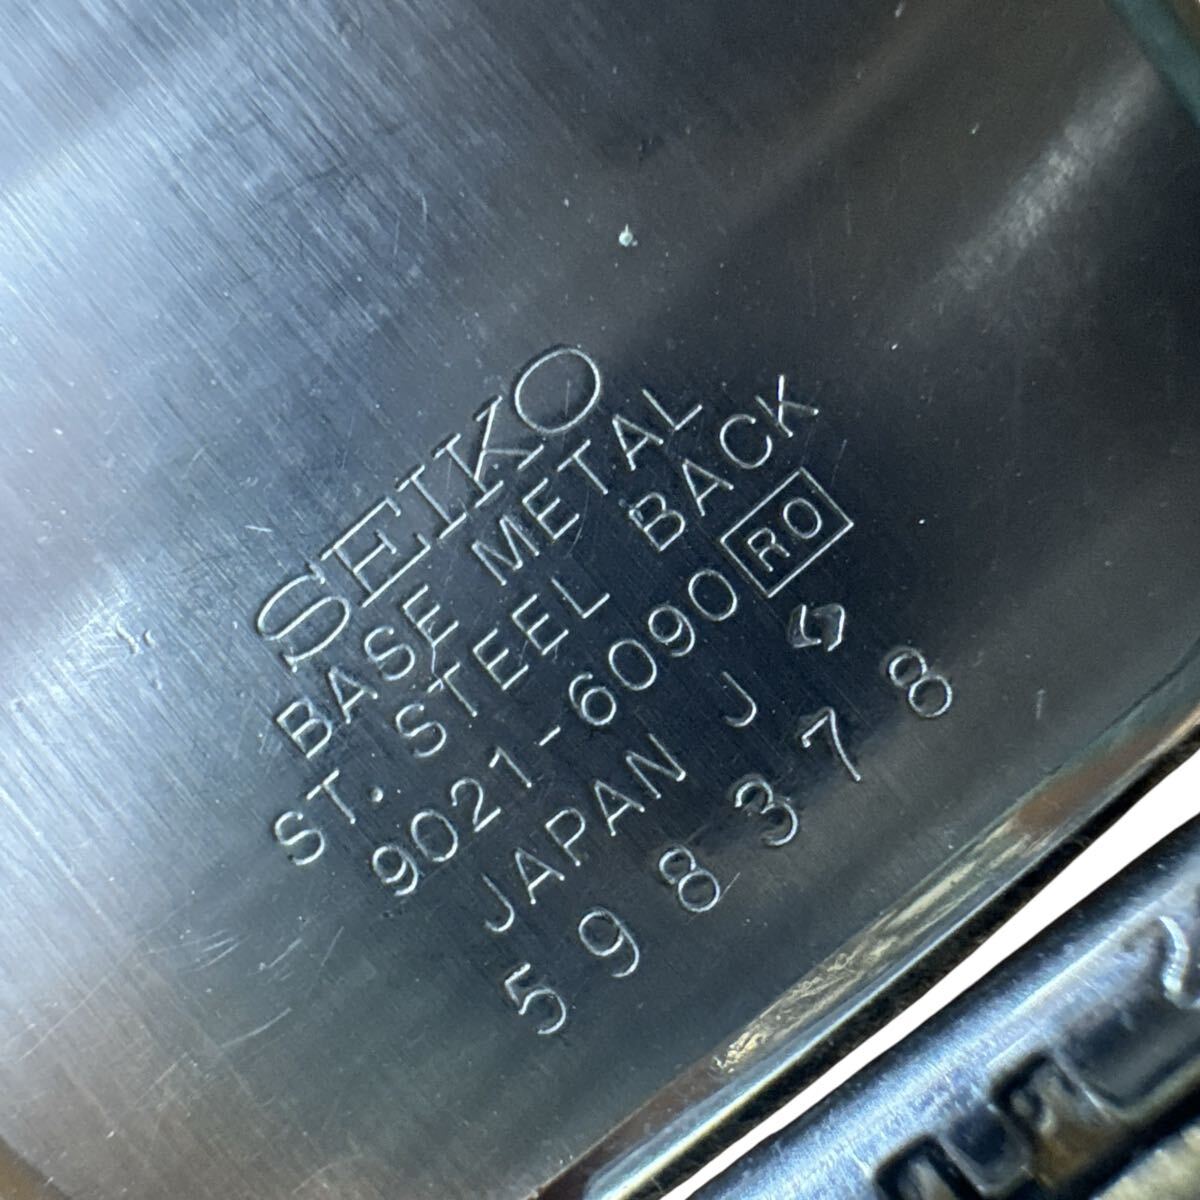 SEIKO
BASE METAL
ST. STEEL BACK
9021-6090 RO
JAPAN J
598378